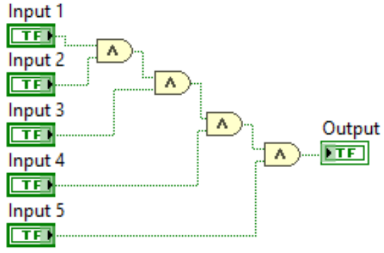 Input 1
TF
Input 2
TF
Input 3
TF
Input 4
TF
Input 5
TF
Output
TF